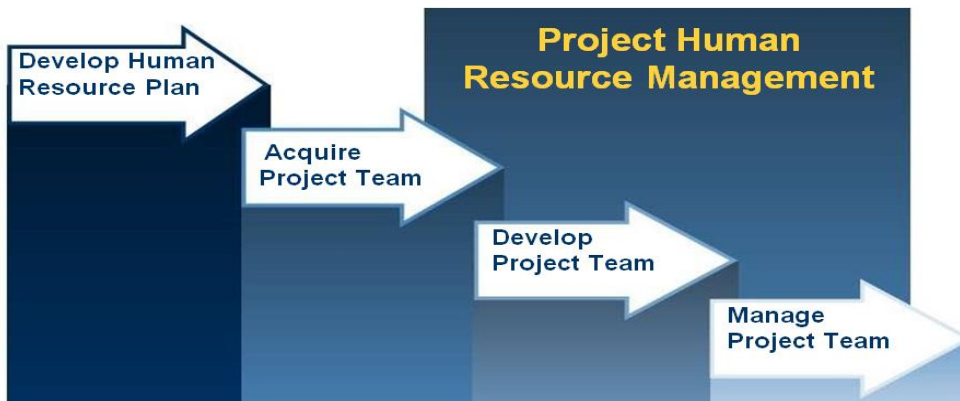 Project Human
Resource Management
Develop Human
Resource Plan
Acquire
Project Team
Develop
Project Team
Manage
Project Team